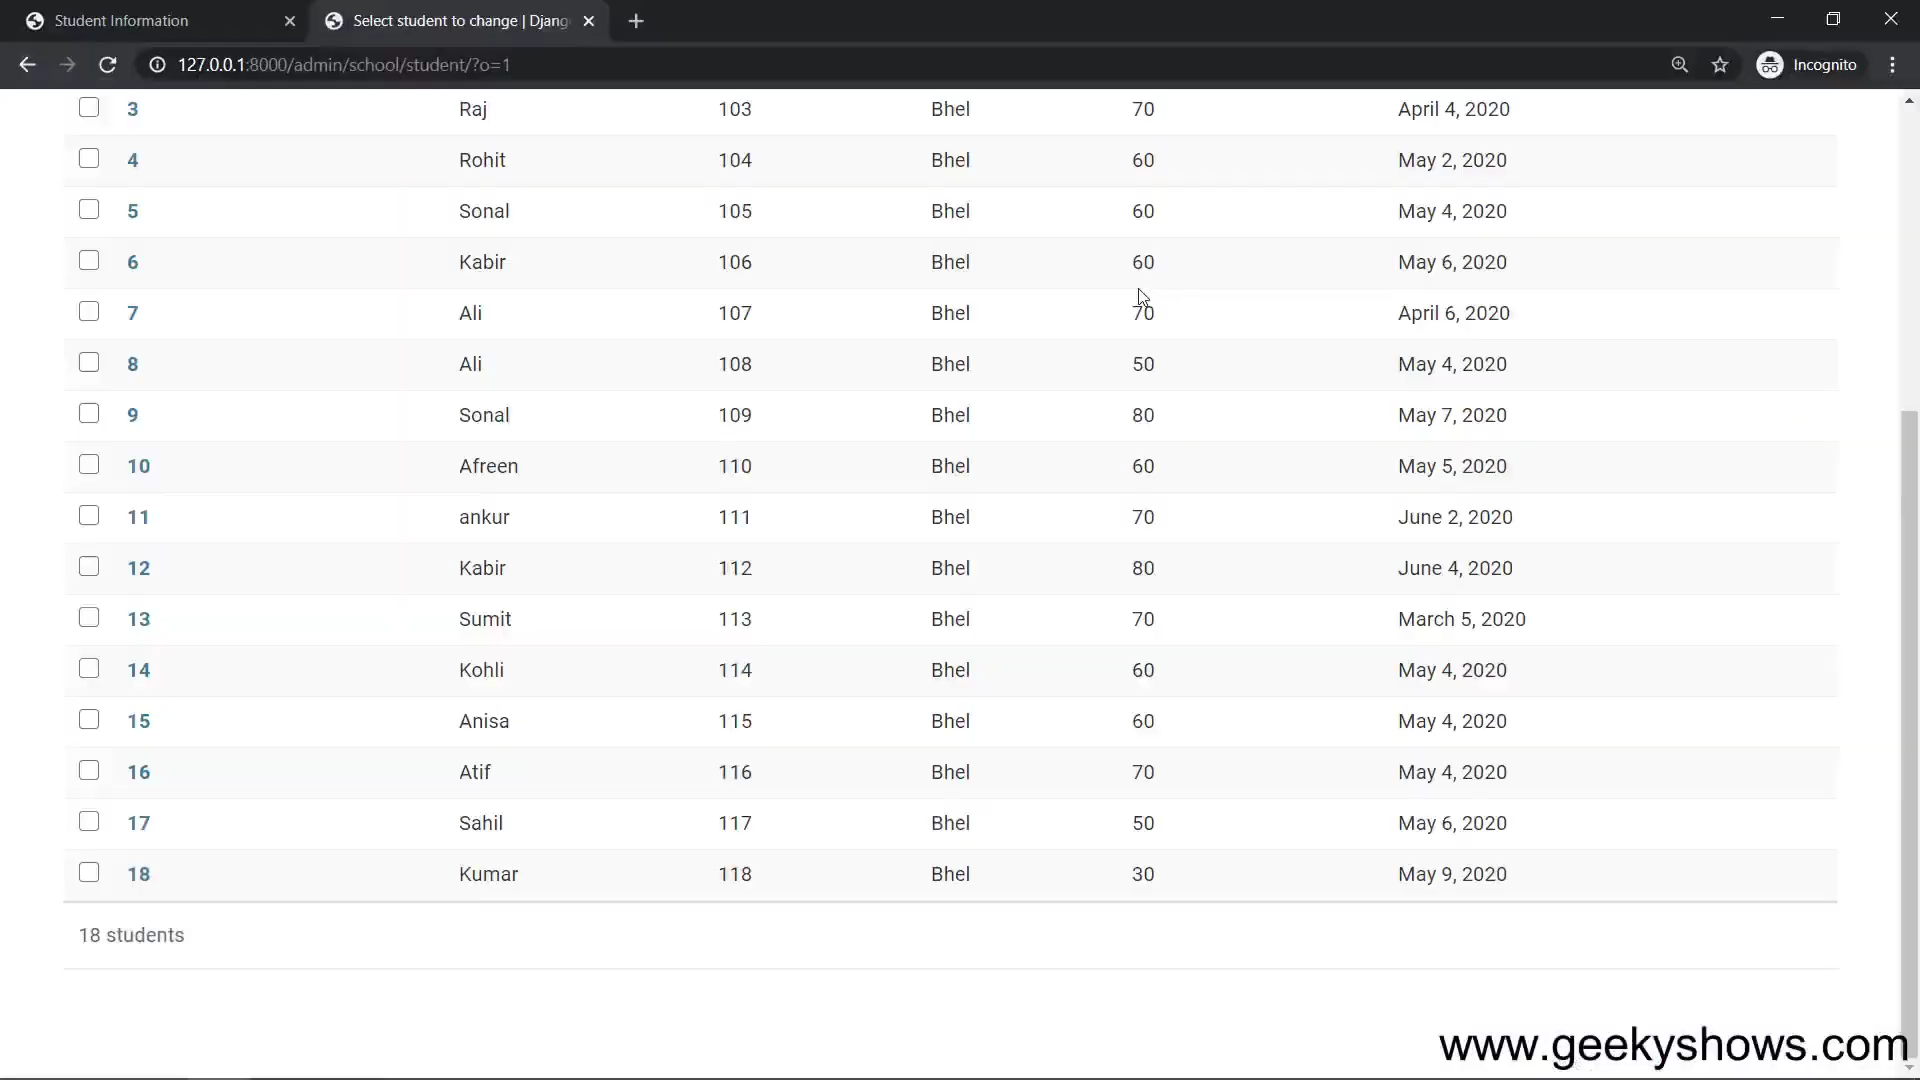 Student Information
Select student to change | Djang
127.0.0.1:8000/admin/school/student/?o=1
Incognito
3 Raj 103 Bhel 70 April 4, 2020
4 Rohit 104 Bhel 60 May 2, 2020
5 Sonal 105 Bhel 60 May 4, 2020
6 Kabir 106 Bhel 60 May 6, 2020
7 Ali 107 Bhel 70 April 6, 2020
8 Ali 108 Bhel 50 May 4, 2020
9 Sonal 109 Bhel 80 May 7, 2020
10 Afreen 110 Bhel 60 May 5, 2020
11 ankur 111 Bhel 70 June 2, 2020
12 Kabir 112 Bhel 80 June 4, 2020
13 Sumit 113 Bhel 70 March 5, 2020
14 Kohli 114 Bhel 60 May 4, 2020
15 Anisa 115 Bhel 60 May 4, 2020
16 Atif 116 Bhel 70 May 4, 2020
17 Sahil 117 Bhel 50 May 6, 2020
18 Kumar 118 Bhel 30 May 9, 2020
18 students
www.geekyshows.com